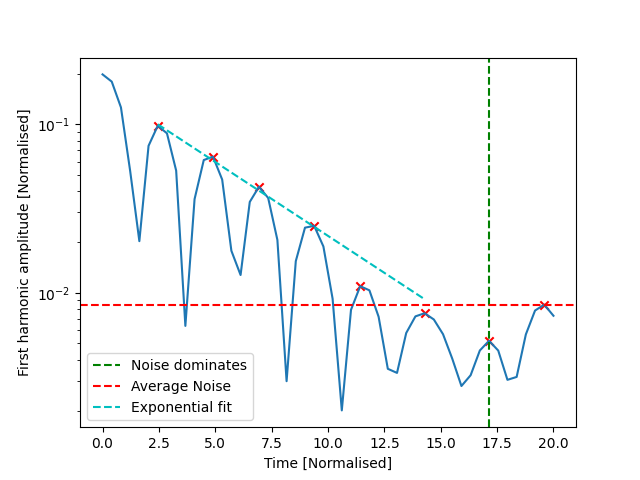 First harmonic amplitude [Normalised]
10⁻¹
10⁻²
Noise dominates
Average Noise
Exponential fit
0.0 2.5 5.0 7.5 10.0 12.5 15.0 17.5 20.0
Time [Normalised]